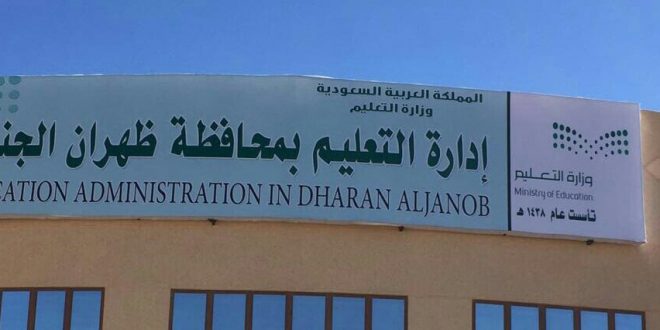 المملكة العربية السعودية
وزارة التعليم
إدارة التعليم بمحافظة ظهران
CATION ADMINISTRATION IN DHARAN ALJANOB
وزارة التعليم
Ministry of Education
تأسست عام ١٤٣٨ هـ